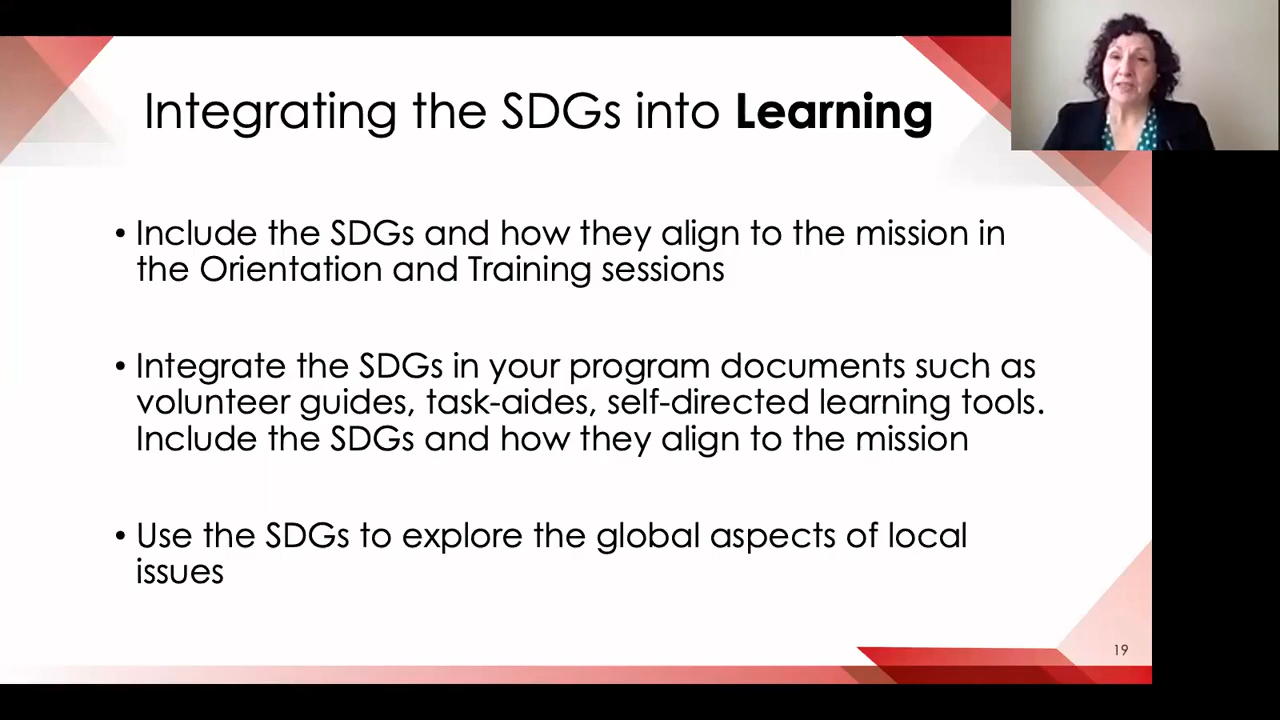 Integrating the SDGs into Learning
• Include the SDGs and how they align to the mission in
the Orientation and Training sessions
• Integrate the SDGs in your program documents such as
volunteer guides, task-aides, self-directed learning tools.
Include the SDGs and how they align to the mission
• Use the SDGs to explore the global aspects of local
issues
19